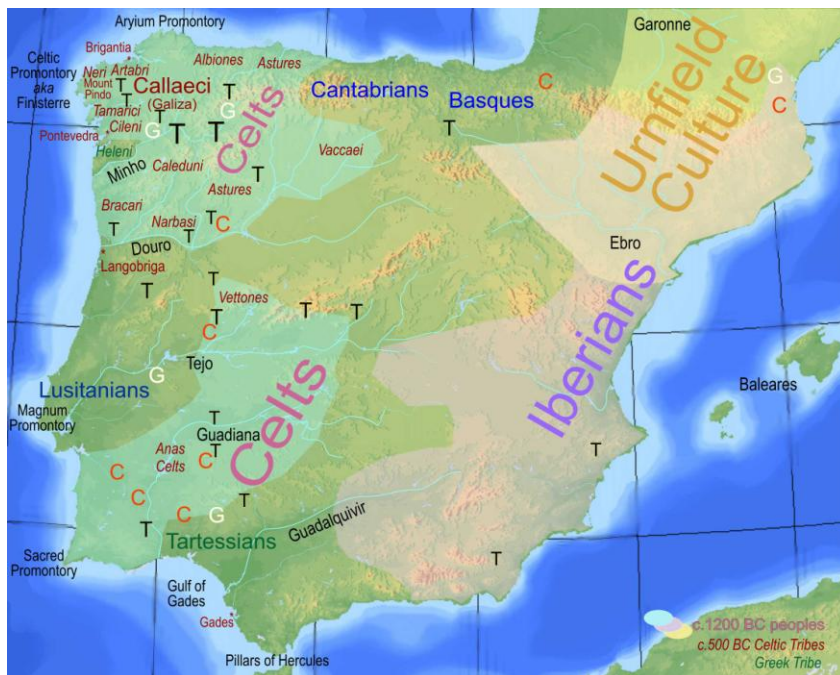 Aryium Promontory
Garonne
Brigantia
Celtic
Promontory
aka
Finisterre
Albiones
Astures
Neri
Artabri
Mount
Pindo
T
Callaeci
(Galiza)
T
T
G
Cantabrians
C
G
C
Urnfield
Culture
Basques
Tamarici
T
Cileni
G
T
T
Celts
T
Pontevedra
Heleni
Vaccaei
Minho
Caleduni
T
Astures
Bracari
T
Narbasi
T
C
T
Douro
Langobriga
Ebro
T
T
Vettones
T
T
T
C
Iberians
Tejo
G
Lusitanians
Celts
Baleares
Magnum
Promontory
T
Guadiana
Anas
Celts
T
C
C
T
C
T
C
G
T
Guadalquivir
Tartessians
Sacred
Promontory
T
Gulf of
Gades
Gades
c.1200 BC peoples
c.500 BC Celtic Tribes
Greek Tribe
Pillars of Hercules